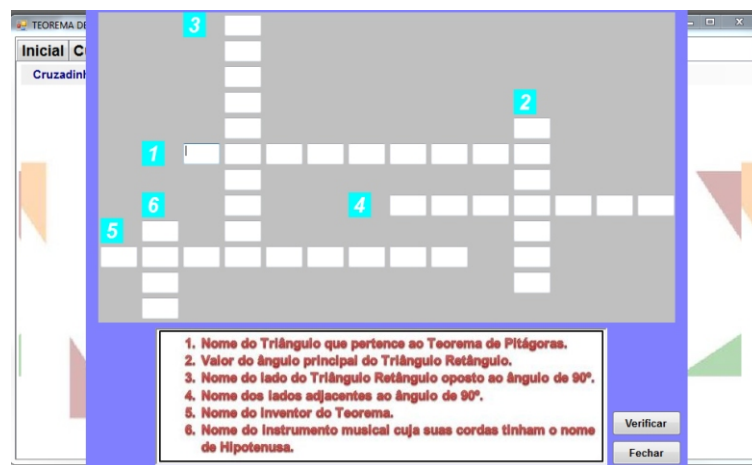 TEOREMA DE
Inicial C
Cruzadinh
3
2
1
6
4
5
1. Nome do Triângulo que pertence ao Teorema de Pitágoras.
2. Valor do ângulo principal do Triângulo Retângulo.
3. Nome do lado do Triângulo Retângulo oposto ao ângulo de 90º.
4. Nome dos lados adjacentes ao ângulo de 90º.
5. Nome do Inventor do Teorema.
6. Nome do Instrumento musical cuja suas cordas tinham o nome
de Hipotenusa.
Verificar
Fechar